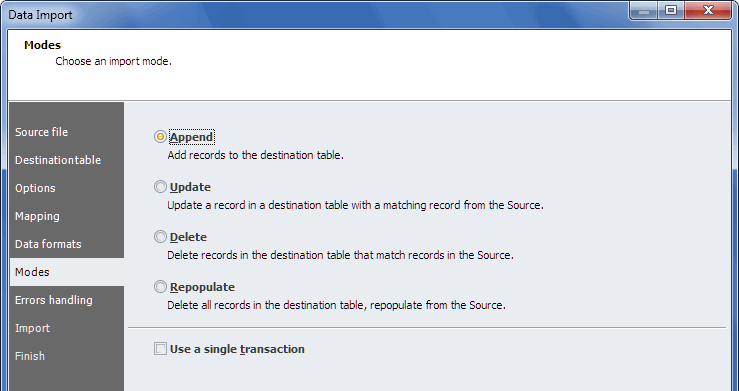 Data Import
Modes
Choose an import mode.
Source file
Destinationtable
Options
Mapping
Data formats
Modes
Errors handling
Import
Finish
Append
Add records to the destination table.
Update
Update a record in a destination table with a matching record from the Source.
Delete
Delete records in the destination table that match records in the Source.
Repopulate
Delete all records in the destination table, repopulate from the Source.
Use a single transaction